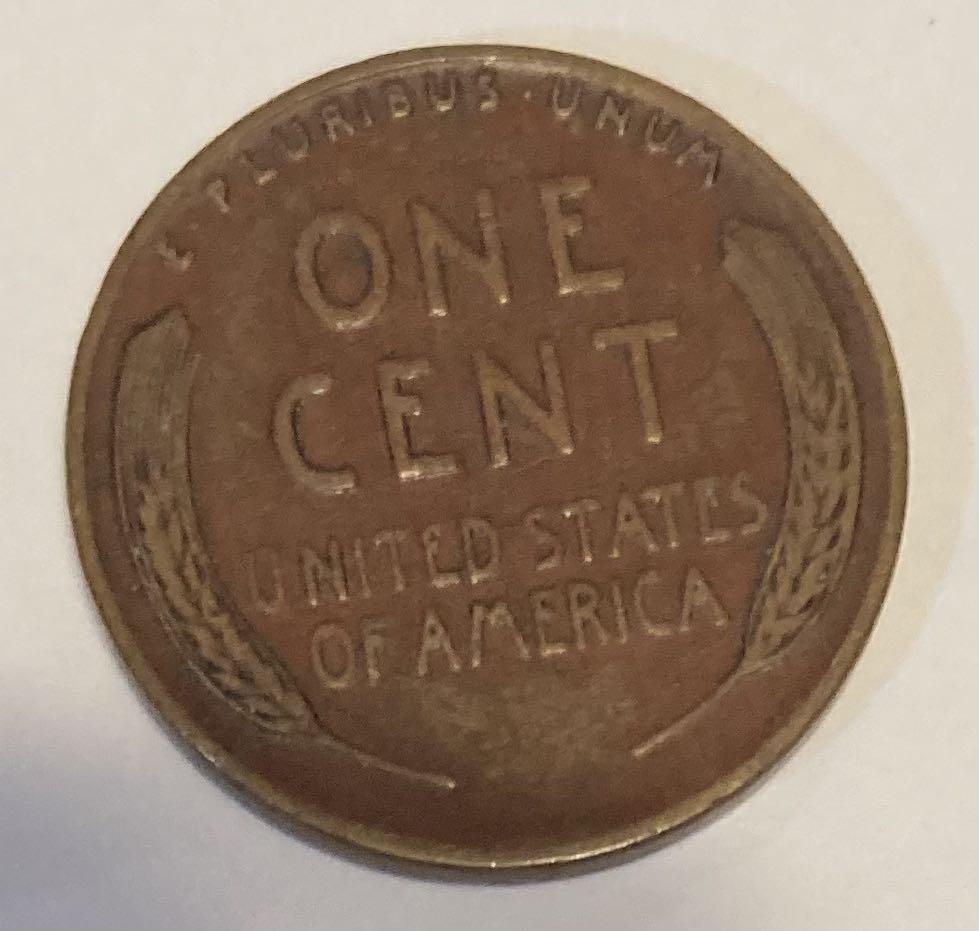 E · PLURIBUS · UNUM
ONE
CENT
UNITED STATES
OF AMERICA